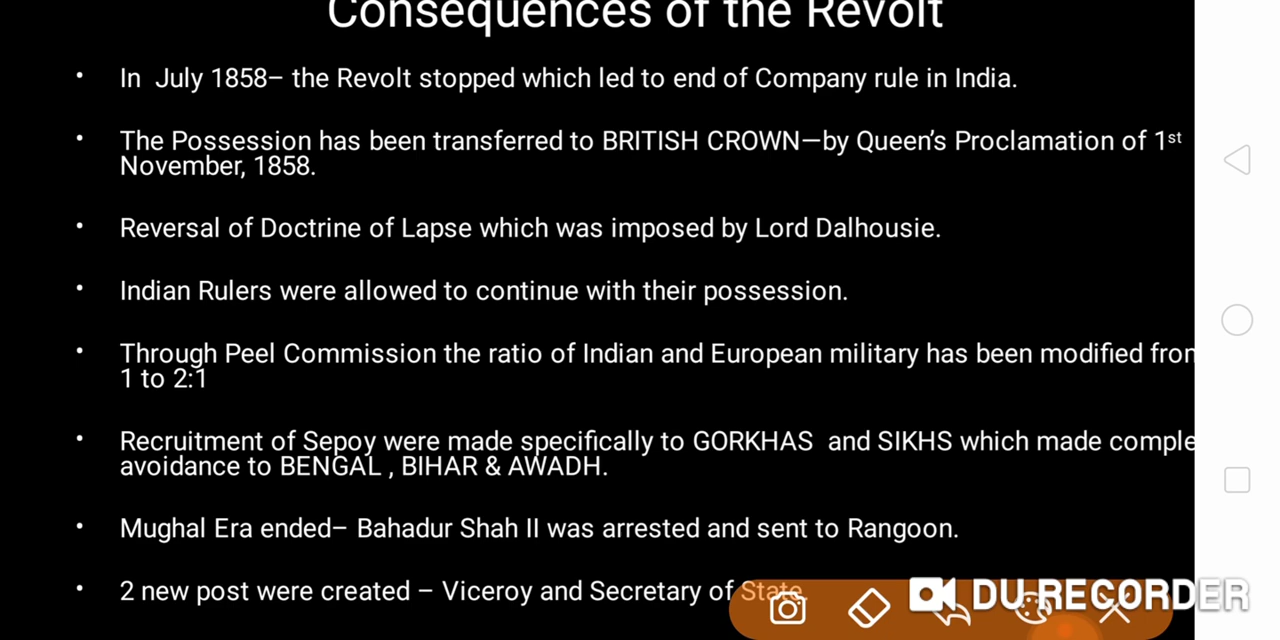 Consequences of the Revolt
• In July 1858– the Revolt stopped which led to end of Company rule in India.
• The Possession has been transferred to BRITISH CROWN—by Queen's Proclamation of 1st
November, 1858.
• Reversal of Doctrine of Lapse which was imposed by Lord Dalhousie.
• Indian Rulers were allowed to continue with their possession.
• Through Peel Commission the ratio of Indian and European military has been modified
1 to 2:1
• Recruitment of Sepoy were made specifically to GORKHAS and SIKHS which made
avoidance to BENGAL , BIHAR & AWADH.
• Mughal Era ended– Bahadur Shah II was arrested and sent to Rangoon.
• 2 new post were created – Viceroy and Secretary of State.
DU RECORDER